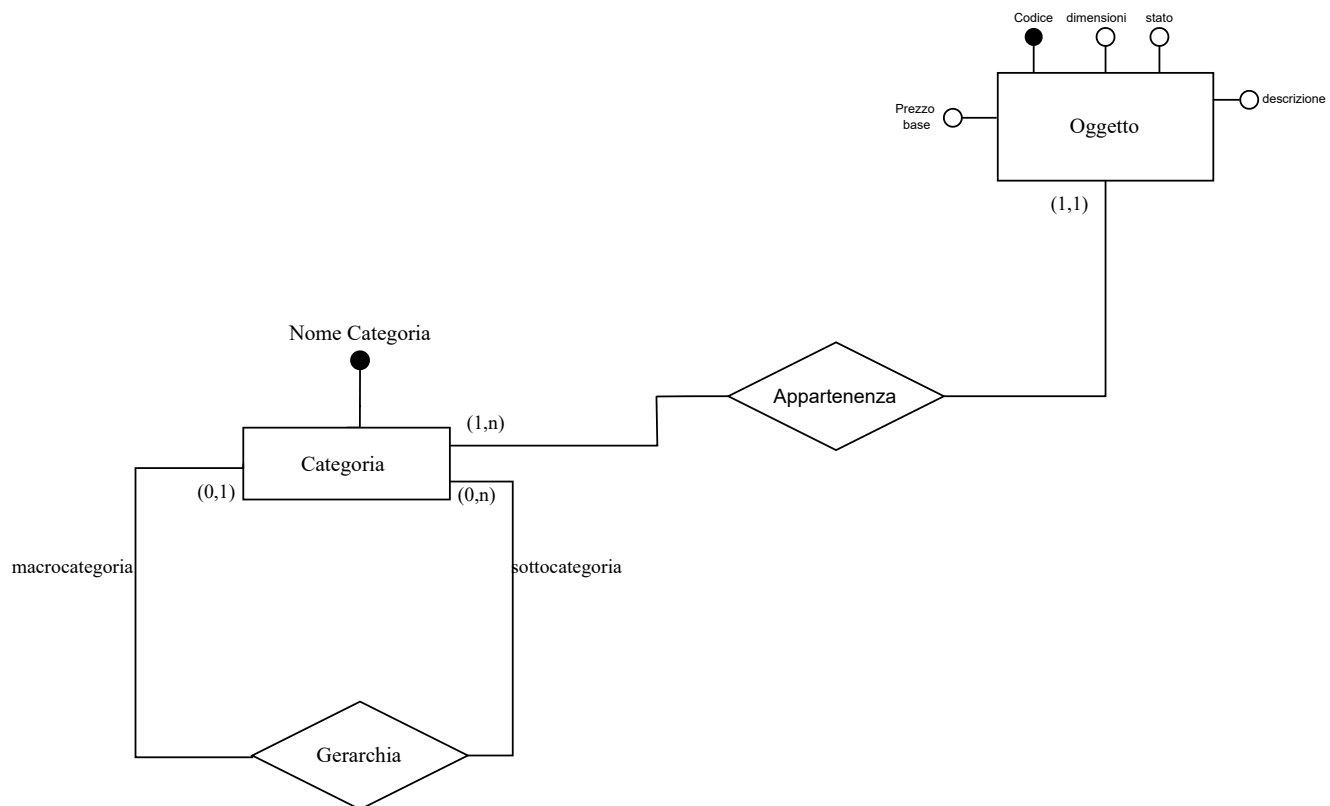 Codice
dimensioni
stato
Prezzo
base
descrizione
Oggetto
(1,1)
Nome Categoria
Appartenenza
(1,n)
Categoria
(0,1)
(0,n)
macrocategoria
sottocategoria
Gerarchia